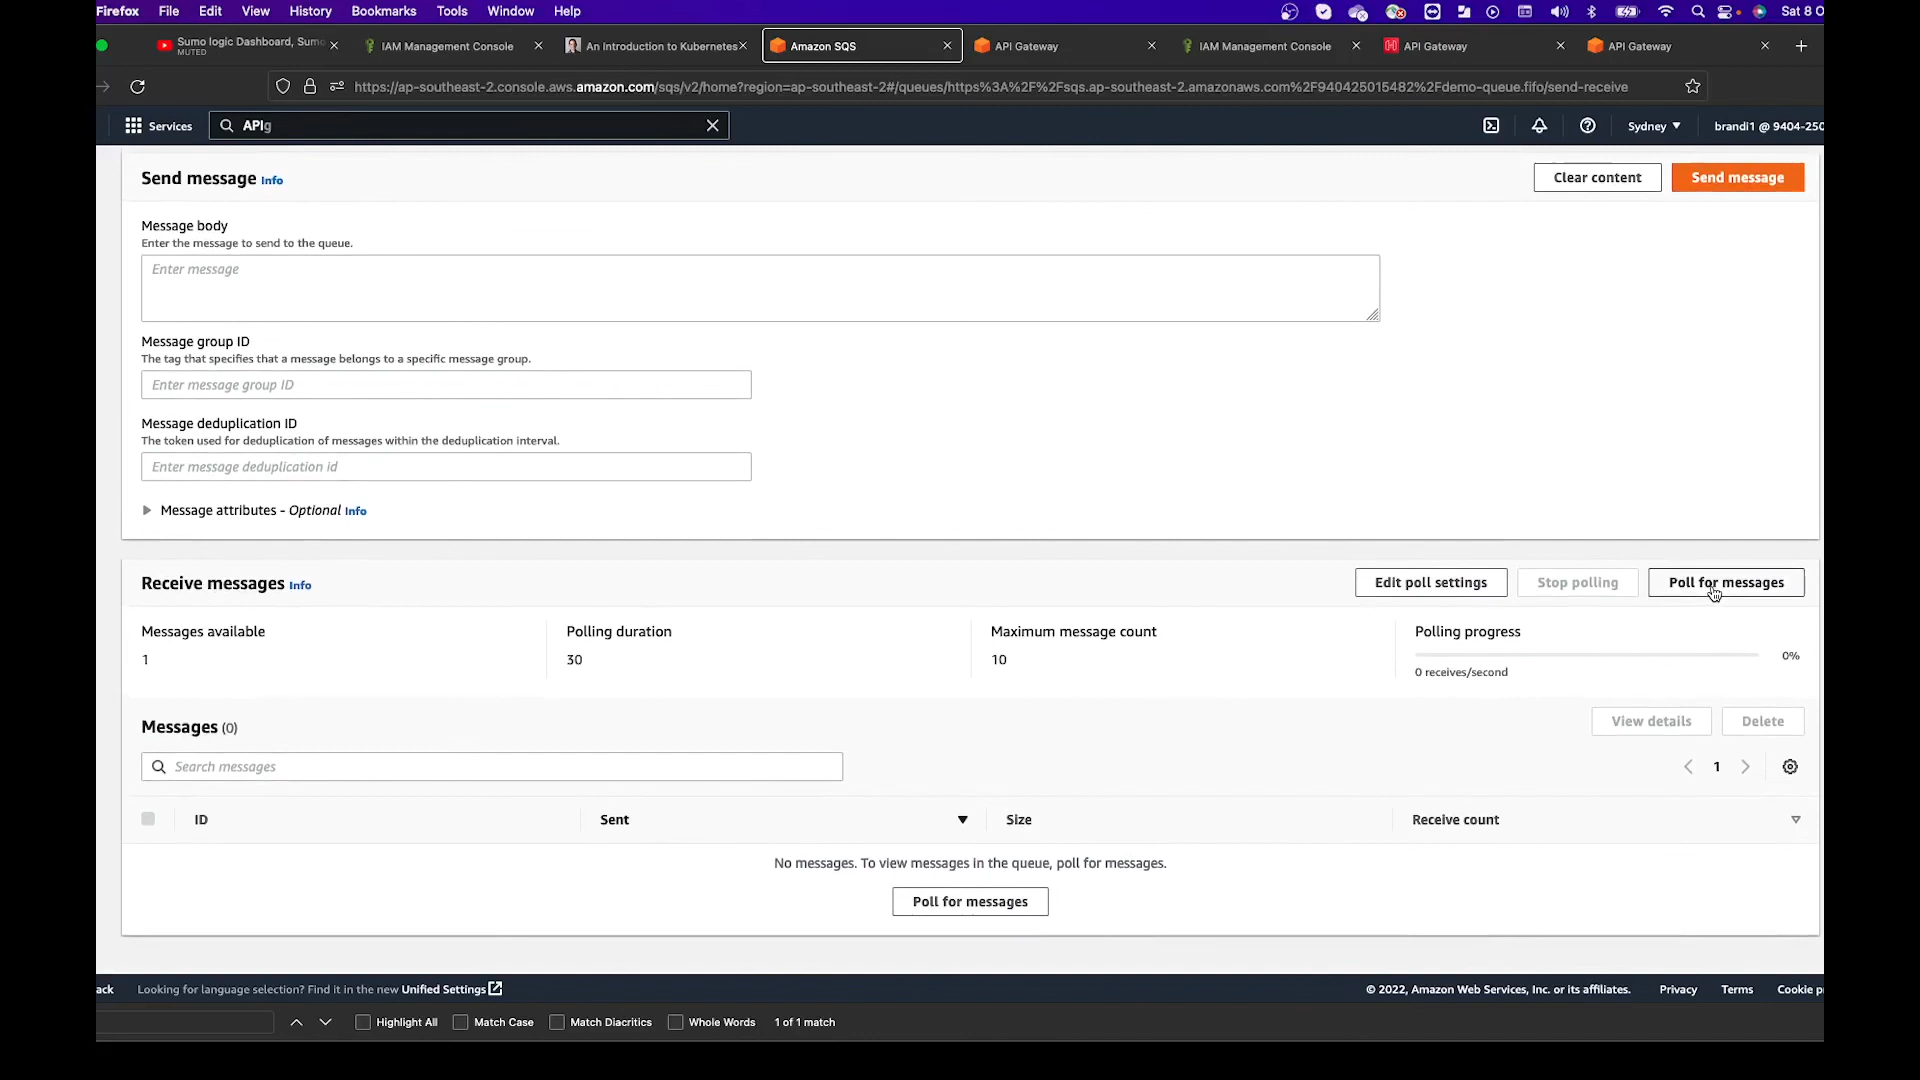 Firefox File Edit View History Bookmarks Tools Window Help Sat 8 O
Sumo logic Dashboard, Sumo
MUTED
IAM Management Console
An Introduction to Kubernetes
Amazon SQS
API Gateway
IAM Management Console
API Gateway
API Gateway
https://ap-southeast-2.console.aws.amazon.com/sqs/v2/home?region=ap-southeast-2#/queues/https%3A%2F%2Fsqs.ap-southeast-2.amazonaws.com%2F940425015482%2Fdemo-queue.fifo/send-receive
Services
APIg
Sydney
brandi1 @ 9404-250
Send message Info
Clear content
Send message
Message body
Enter the message to send to the queue.
Enter message
Message group ID
The tag that specifies that a message belongs to a specific message group.
Enter message group ID
Message deduplication ID
The token used for deduplication of messages within the deduplication interval.
Enter message deduplication id
Message attributes - Optional Info
Receive messages Info
Edit poll settings
Stop polling
Poll for messages
Messages available
1
Polling duration
30
Maximum message count
10
Polling progress
0%
0 receives/second
Messages (0)
View details
Delete
Search messages
1
ID
Sent
Size
Receive count
No messages. To view messages in the queue, poll for messages.
Poll for messages
ack
Looking for language selection? Find it in the new Unified Settings
© 2022, Amazon Web Services, Inc. or its affiliates.
Privacy
Terms
Cookie p
Highlight All
Match Case
Match Diacritics
Whole Words
1 of 1 match